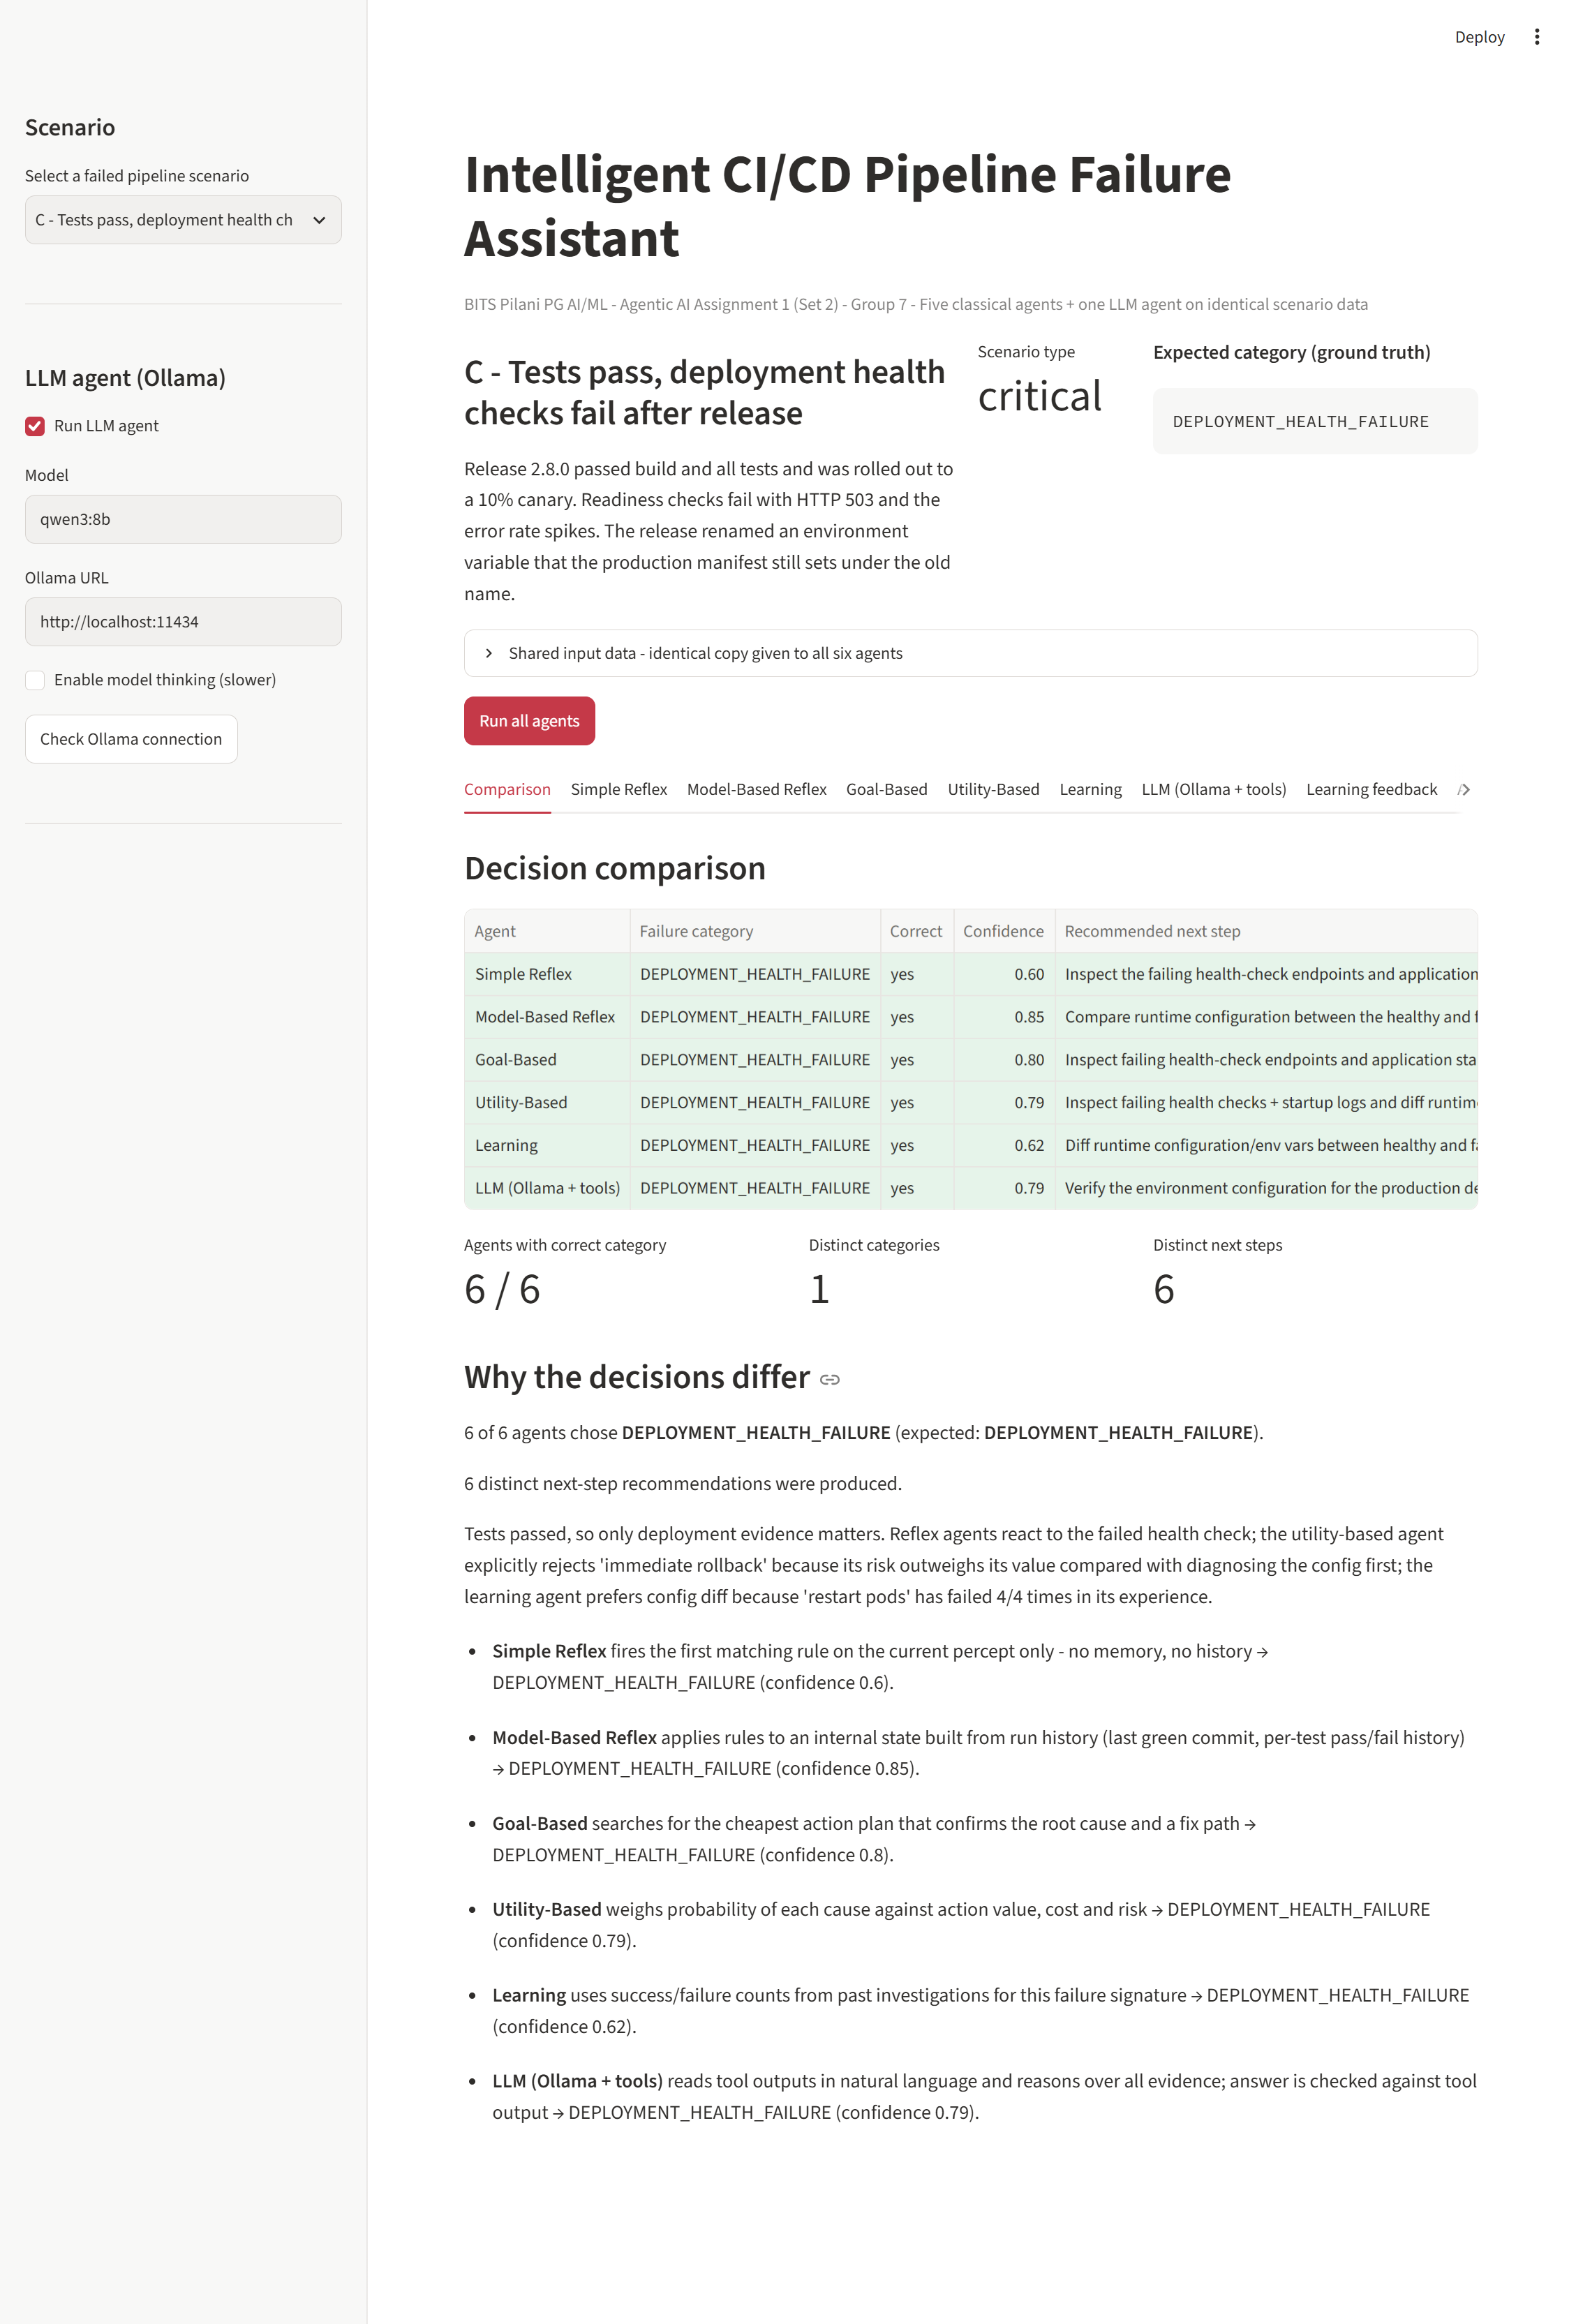 Deploy
Scenario
Select a failed pipeline scenario
C - Tests pass, deployment health ch
LLM agent (Ollama)
Run LLM agent
Model
qwen3:8b
Ollama URL
http://localhost:11434
Enable model thinking (slower)
Check Ollama connection
Intelligent CI/CD Pipeline Failure
Assistant
BITS Pilani PG AI/ML - Agentic AI Assignment 1 (Set 2) - Group 7 - Five classical agents + one LLM agent on identical scenario data
C - Tests pass, deployment health
checks fail after release
Release 2.8.0 passed build and all tests and was rolled out to
a 10% canary. Readiness checks fail with HTTP 503 and the
error rate spikes. The release renamed an environment
variable that the production manifest still sets under the old
name.
Scenario type
critical
Expected category (ground truth)
DEPLOYMENT_HEALTH_FAILURE
Shared input data - identical copy given to all six agents
Run all agents
Comparison Simple Reflex Model-Based Reflex Goal-Based Utility-Based Learning LLM (Ollama + tools) Learning feedback
Decision comparison
Agent Failure category Correct Confidence Recommended next step
Simple Reflex DEPLOYMENT_HEALTH_FAILURE yes 0.60 Inspect the failing health-check endpoints and application
Model-Based Reflex DEPLOYMENT_HEALTH_FAILURE yes 0.85 Compare runtime configuration between the healthy and f
Goal-Based DEPLOYMENT_HEALTH_FAILURE yes 0.80 Inspect failing health-check endpoints and application sta
Utility-Based DEPLOYMENT_HEALTH_FAILURE yes 0.79 Inspect failing health checks + startup logs and diff runtim
Learning DEPLOYMENT_HEALTH_FAILURE yes 0.62 Diff runtime configuration/env vars between healthy and fa
LLM (Ollama + tools) DEPLOYMENT_HEALTH_FAILURE yes 0.79 Verify the environment configuration for the production de
Agents with correct category
6 / 6
Distinct categories
1
Distinct next steps
6
Why the decisions differ
6 of 6 agents chose DEPLOYMENT_HEALTH_FAILURE (expected: DEPLOYMENT_HEALTH_FAILURE).
6 distinct next-step recommendations were produced.
Tests passed, so only deployment evidence matters. Reflex agents react to the failed health check; the utility-based agent
explicitly rejects 'immediate rollback' because its risk outweighs its value compared with diagnosing the config first; the
learning agent prefers config diff because 'restart pods' has failed 4/4 times in its experience.
• Simple Reflex fires the first matching rule on the current percept only - no memory, no history →
DEPLOYMENT_HEALTH_FAILURE (confidence 0.6).
• Model-Based Reflex applies rules to an internal state built from run history (last green commit, per-test pass/fail history)
→ DEPLOYMENT_HEALTH_FAILURE (confidence 0.85).
• Goal-Based searches for the cheapest action plan that confirms the root cause and a fix path →
DEPLOYMENT_HEALTH_FAILURE (confidence 0.8).
• Utility-Based weighs probability of each cause against action value, cost and risk → DEPLOYMENT_HEALTH_FAILURE
(confidence 0.79).
• Learning uses success/failure counts from past investigations for this failure signature → DEPLOYMENT_HEALTH_FAILURE
(confidence 0.62).
• LLM (Ollama + tools) reads tool outputs in natural language and reasons over all evidence; answer is checked against tool
output → DEPLOYMENT_HEALTH_FAILURE (confidence 0.79).